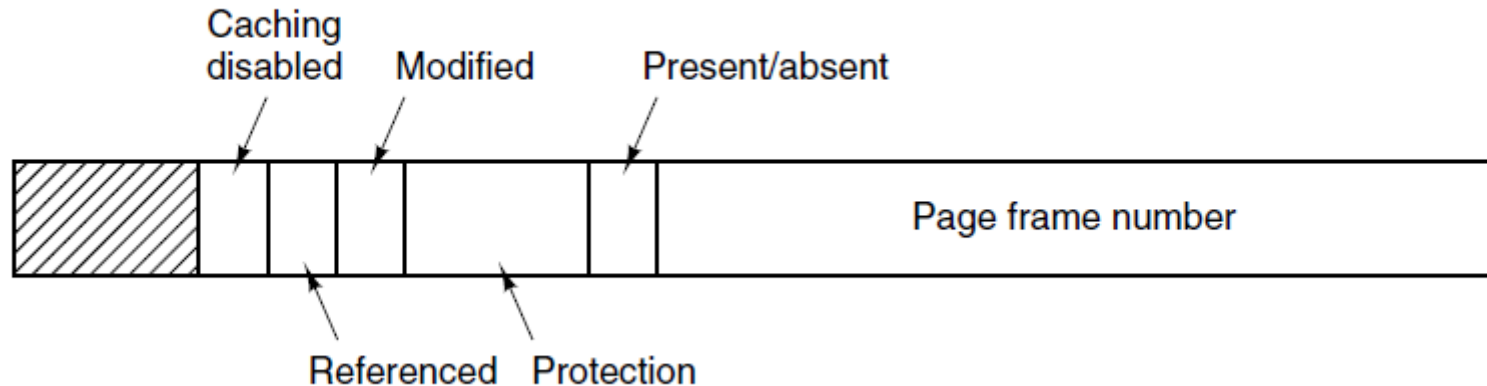 Caching
disabled
Modified
Present/absent
Page frame number
Referenced
Protection